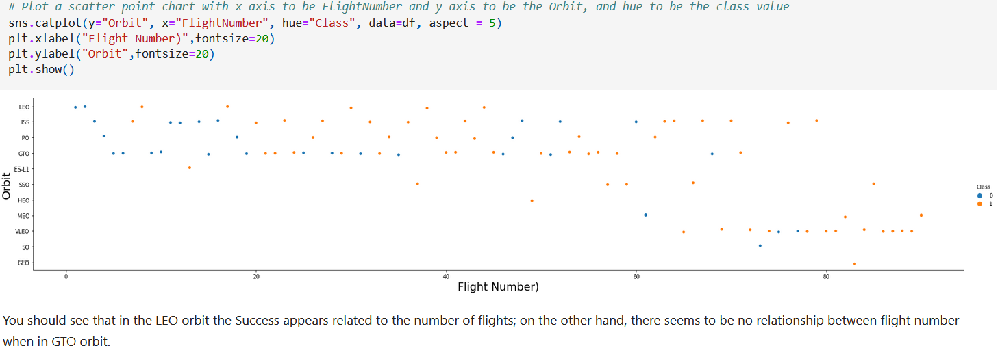 # Plot a scatter point chart with x axis to be FlightNumber and y axis to be the Orbit, and hue to be the class value
sns.catplot(y="Orbit", x="FlightNumber", hue="Class", data=df, aspect = 5)
plt.xlabel("Flight Number)",fontsize=20)
plt.ylabel("Orbit",fontsize=20)
plt.show()
LEO
ISS
PO
GTO
ES-L1
SSO
HEO
MEO
VLEO
SO
GEO
Orbit
0 20 40 60 80
Flight Number)
Class
0
1
You should see that in the LEO orbit the Success appears related to the number of flights; on the other hand, there seems to be no relationship between flight number
when in GTO orbit.